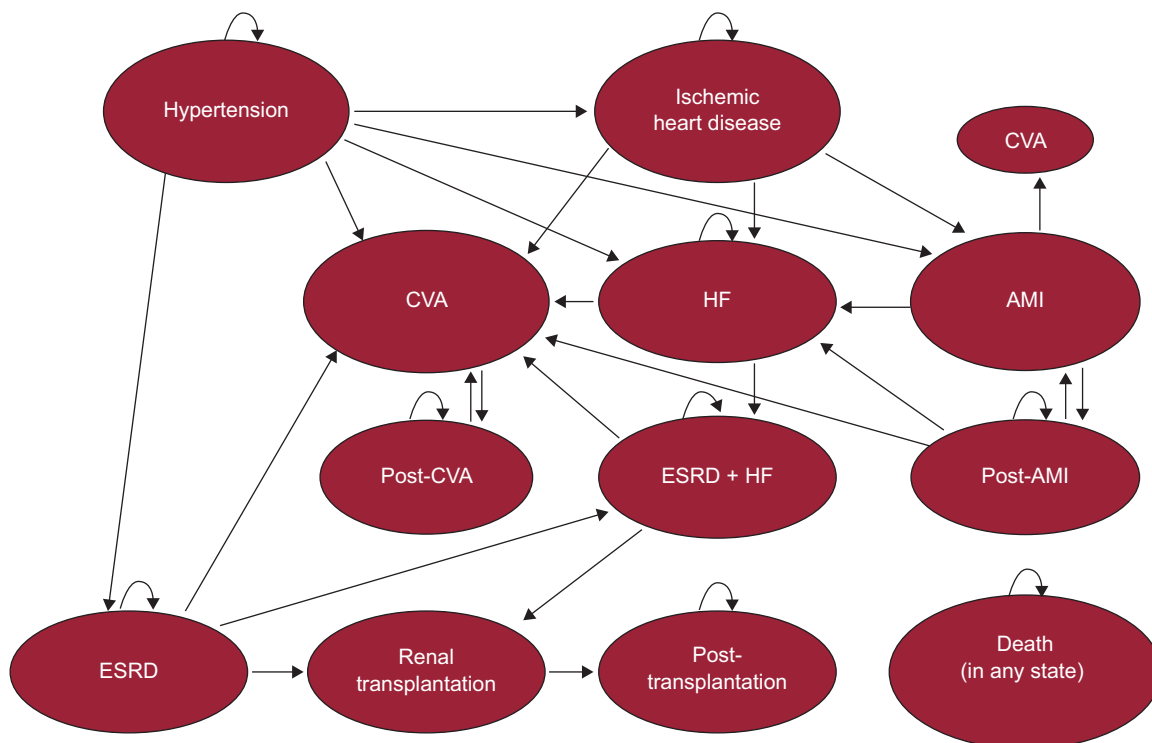 Hypertension
Ischemic
heart disease
CVA
CVA
HF
AMI
Post-CVA
ESRD + HF
Post-AMI
ESRD
Renal
transplantation
Post-
transplantation
Death
(in any state)